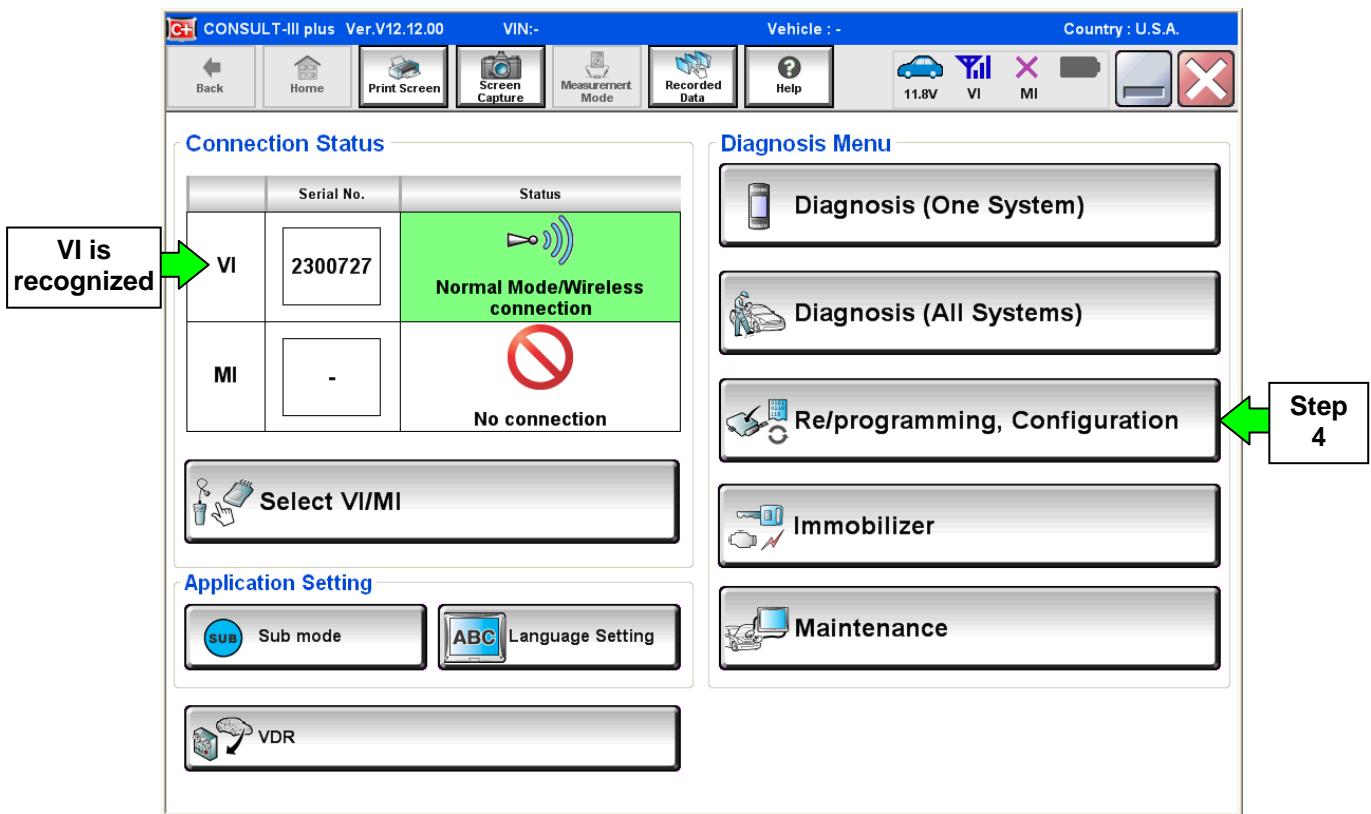 C+ CONSULT-III plus Ver.V12.12.00 VIN:- Vehicle : - Country : U.S.A.
Back
Home
Print Screen
Screen
Capture
Measurement
Mode
Recorded
Data
?
Help
11.8V
VI
MI
Connection Status
Serial No. Status
VI is
recognized
VI
2300727
Normal Mode/Wireless
connection
MI
-
No connection
Select VI/MI
Application Setting
SUB
Sub mode
ABC
Language Setting
VDR
Diagnosis Menu
Diagnosis (One System)
Diagnosis (All Systems)
Re/programming, Configuration
Step
4
Immobilizer
Maintenance